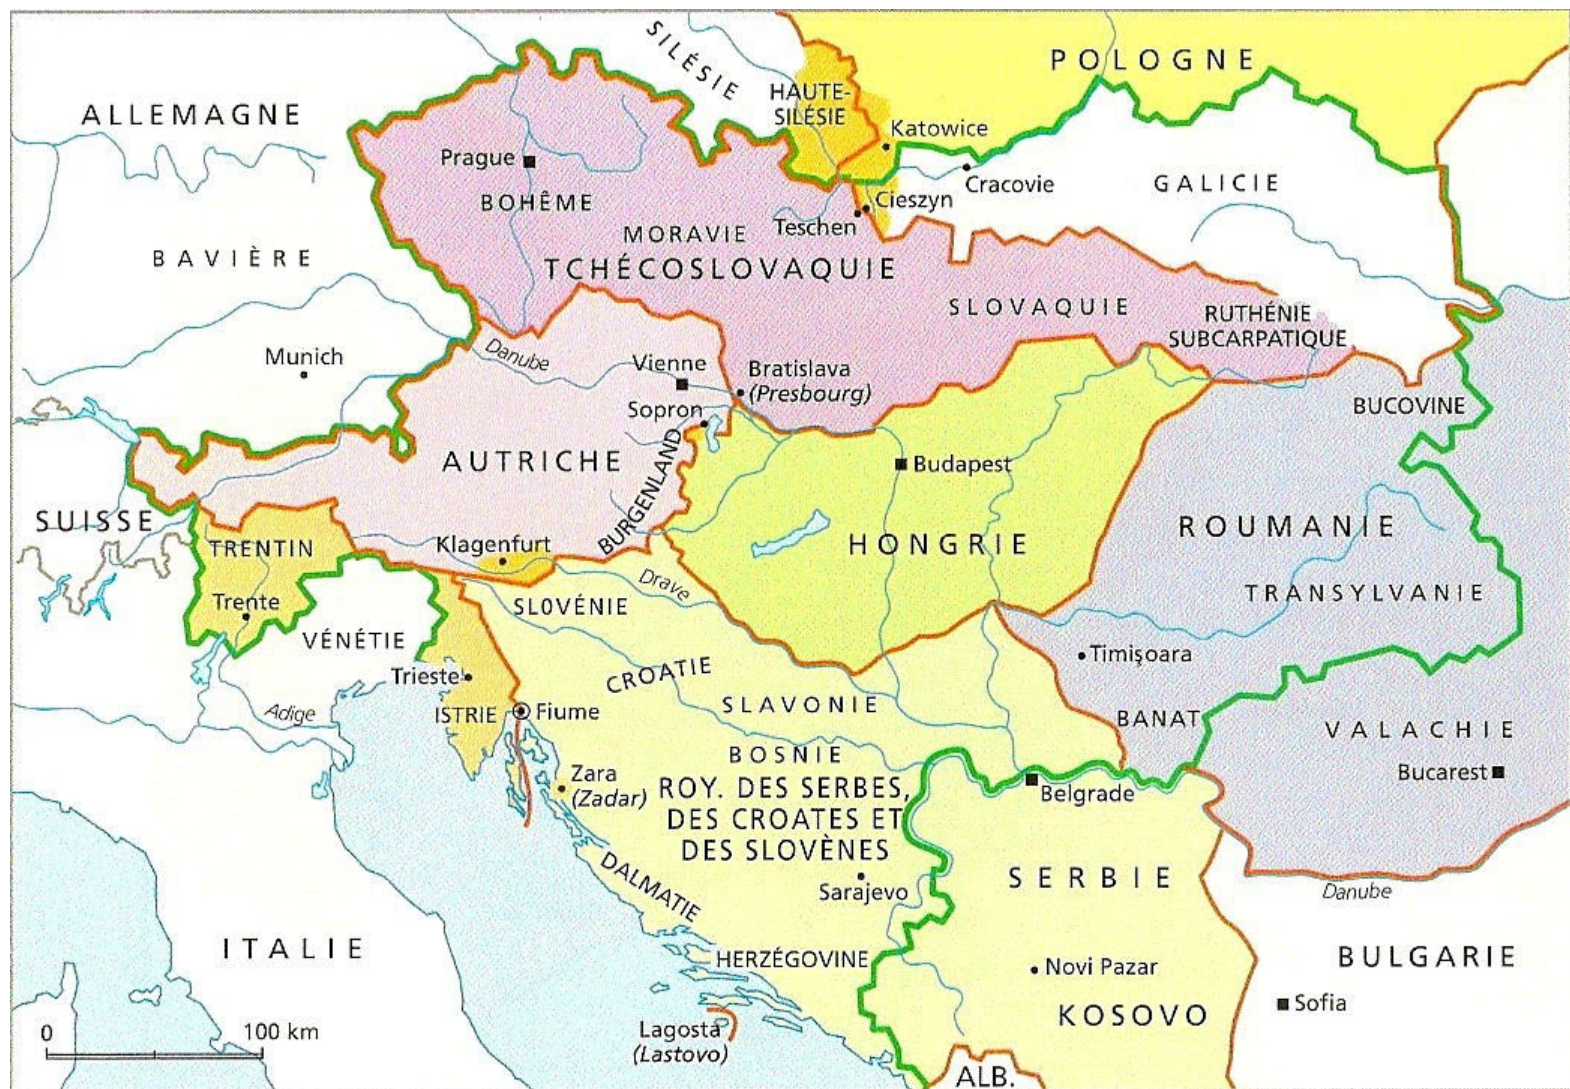 SILÉSIE
POLOGNE
HAUTE-
SILÉSIE
ALLEMAGNE
Katowice
Prague
Cracovie
GALICIE
BOHÊME
Cieszyn
Teschen
MORAVIE
BAVIÈRE
TCHÉCOSLOVAQUIE
SLOVAQUIE
RUTHÉNIE
SUBCARPATIQUE
Munich
Danube
Vienne
Bratislava
(Presbourg)
Sopron
BUCOVINE
AUTRICHE
BURGENLAND
Budapest
SUISSE
TRENTIN
Klagenfurt
HONGRIE
ROUMANIE
Drave
Trente
SLOVÉNIE
TRANSYLVANIE
VÉNÉTIE
Timişoara
Trieste
CROATIE
SLAVONIE
Adige
ISTRIE
Fiume
BANAT
VALACHIE
BOSNIE
Zara
(Zadar)
ROY. DES SERBES,
DES CROATES ET
DES SLOVÈNES
Belgrade
Bucarest
DALMATIE
Sarajevo
SERBIE
Danube
ITALIE
HERZÉGOVINE
Novi Pazar
BULGARIE
KOSOVO
Sofia
0
100 km
Lagosta
(Lastovo)
ALB.